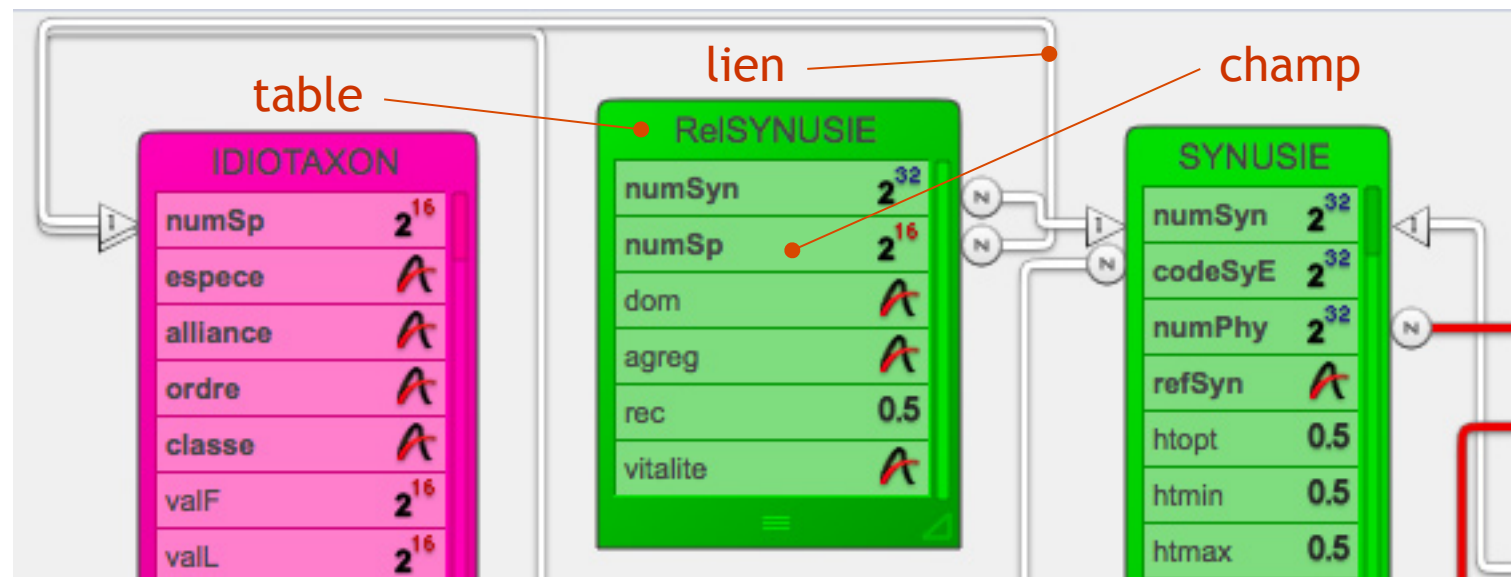 lien
champ
table
RelSYNUSIE
numSyn 2^32
numSp 2^16
dom A
agreg A
rec 0.5
vitalite A
IDIOTAXON
numSp 2^16
espece A
alliance A
ordre A
classe A
valF 2^16
valL 2^16
SYNUSIE
numSyn 2^32
codeSyE 2^32
numPhy 2^32
refSyn A
htopt 0.5
htmin 0.5
htmax 0.5
1
N
N
1
N
1
N